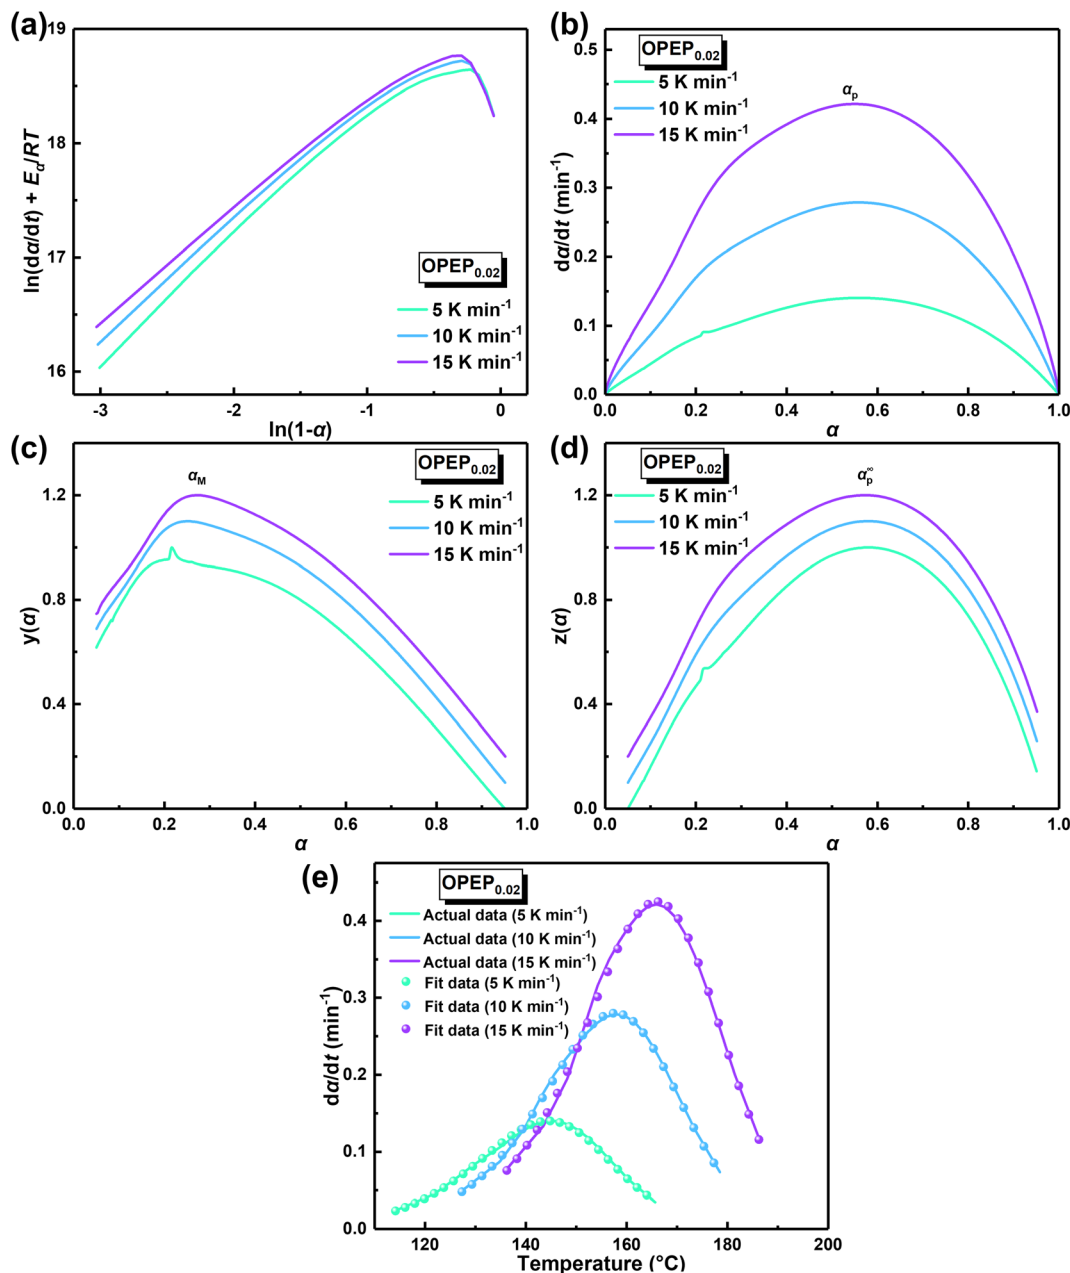 (a)
19
18
17
16
ln(dα/dt) + Eα/RT
OPEP0.02
5 K min-1
10 K min-1
15 K min-1
-3 -2 -1 0
ln(1-α)
(b)
0.5
0.4
0.3
0.2
0.1
0.0
dα/dt (min-1)
OPEP0.02
5 K min-1
10 K min-1
15 K min-1
αp
0.0 0.2 0.4 0.6 0.8 1.0
α
(c)
1.2
0.8
0.4
0.0
y(α)
αM
OPEP0.02
5 K min-1
10 K min-1
15 K min-1
0.0 0.2 0.4 0.6 0.8 1.0
α
(d)
1.2
0.8
0.4
0.0
z(α)
OPEP0.02
5 K min-1
10 K min-1
15 K min-1
αp∞
0.0 0.2 0.4 0.6 0.8 1.0
α
(e)
0.4
0.3
0.2
0.1
0.0
dα/dt (min-1)
OPEP0.02
Actual data (5 K min-1)
Actual data (10 K min-1)
Actual data (15 K min-1)
Fit data (5 K min-1)
Fit data (10 K min-1)
Fit data (15 K min-1)
120 140 160 180 200
Temperature (°C)